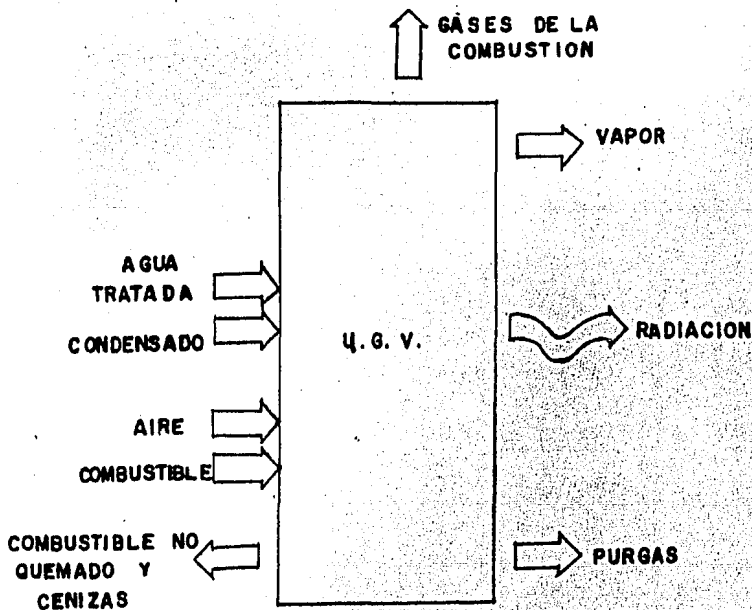 GASES DE LA
COMBUSTION
VAPOR
AGUA
TRATADA
CONDENSADO
U. G. V.
RADIACION
AIRE
COMBUSTIBLE
COMBUSTIBLE NO
QUEMADO Y
CENIZAS
PURGAS